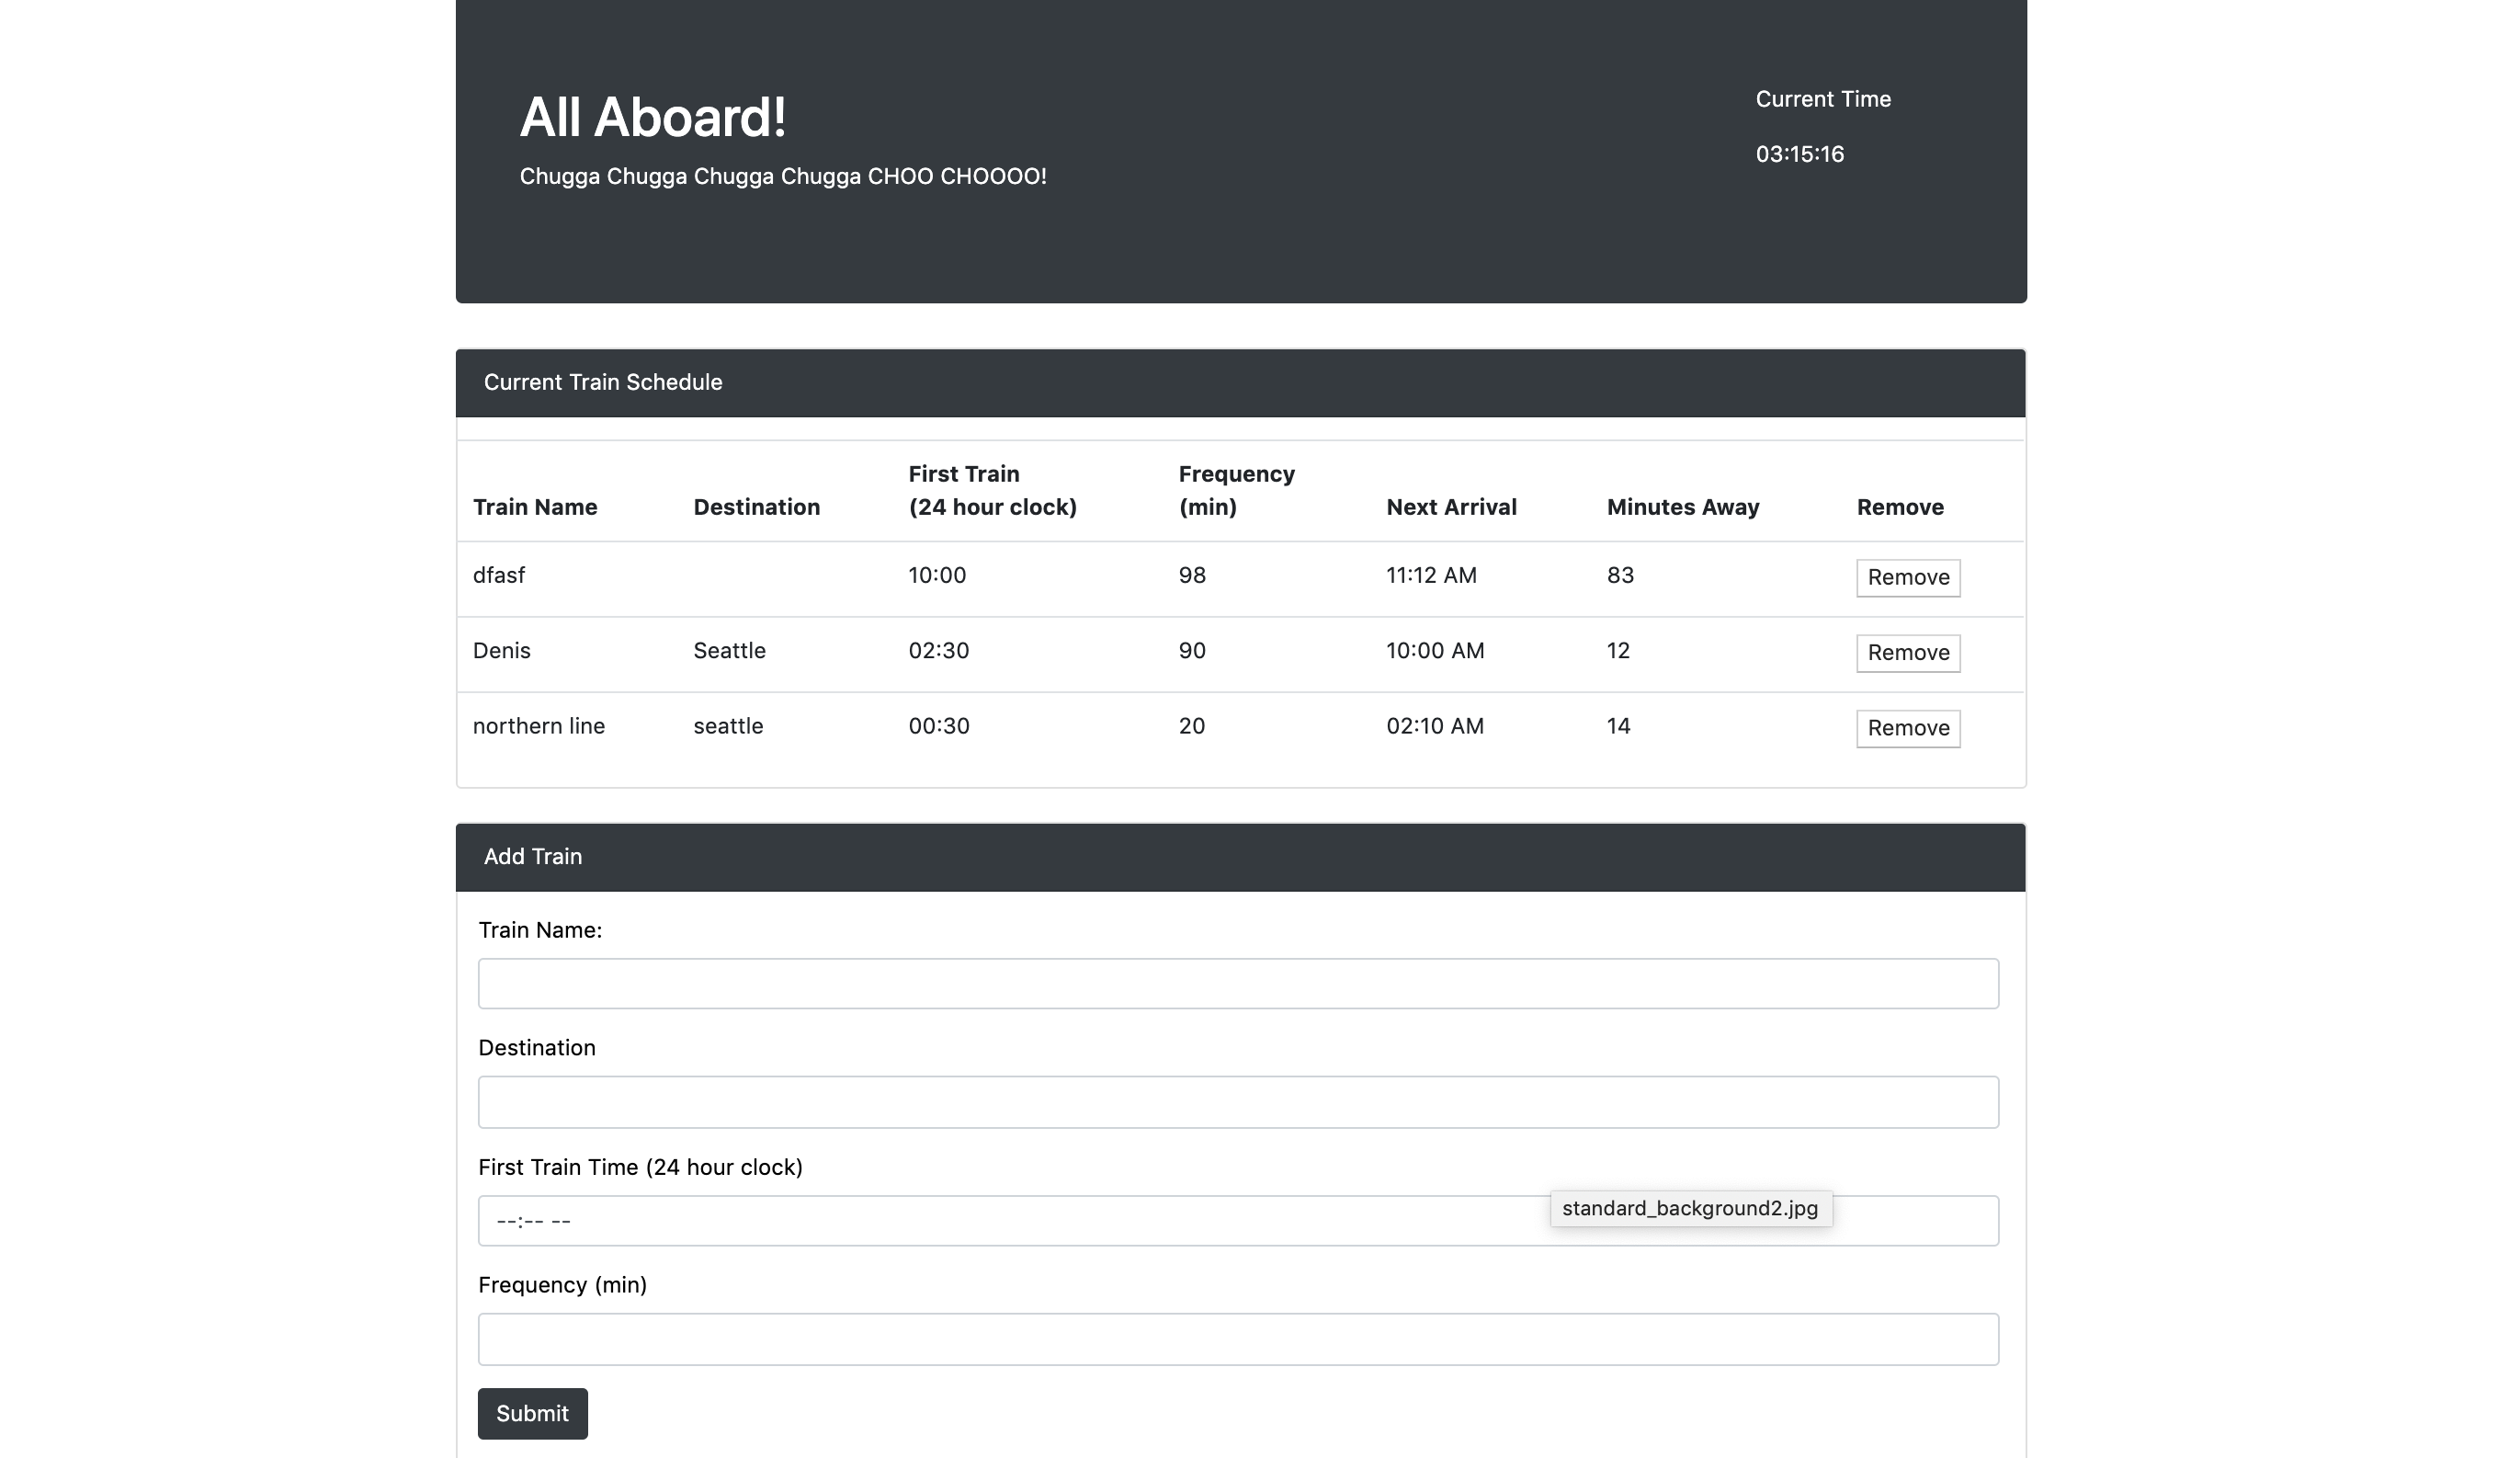 All Aboard!
Chugga Chugga Chugga Chugga CHOO CHOOOO!
Current Time
03:15:16
Current Train Schedule
Train Name Destination First Train (24 hour clock) Frequency (min) Next Arrival Minutes Away Remove
dfasf 10:00 98 11:12 AM 83 Remove
Denis Seattle 02:30 90 10:00 AM 12 Remove
northern line seattle 00:30 20 02:10 AM 14 Remove
Add Train
Train Name:
Destination
First Train Time (24 hour clock)
--:-- --
standard_background2.jpg
Frequency (min)
Submit